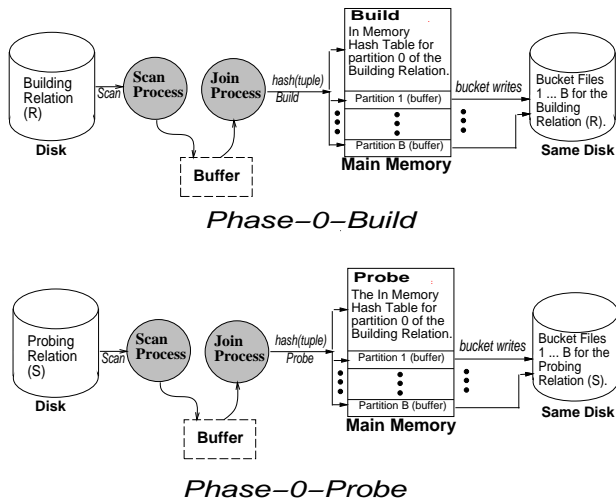 Building
Relation
(R)
Disk
Scan
Scan
Process
Buffer
Join
Process
hash(tuple)
Build
Build
In Memory
Hash Table for
partition 0 of the
Building Relation.
Partition 1 (buffer)
Partition B (buffer)
Main Memory
bucket writes
Bucket Files
1 ... B for the
Building
Relation (R).
Same Disk
Phase-0-Build
Probing
Relation
(S)
Disk
Scan
Scan
Process
Buffer
Join
Process
hash(tuple)
Probe
Probe
The In Memory
Hash Table for
partition 0 of the
Building Relation.
Partition 1 (buffer)
Partition B (buffer)
Main Memory
bucket writes
Bucket Files
1 ... B for the
Probing
Relation (S).
Same Disk
Phase-0-Probe